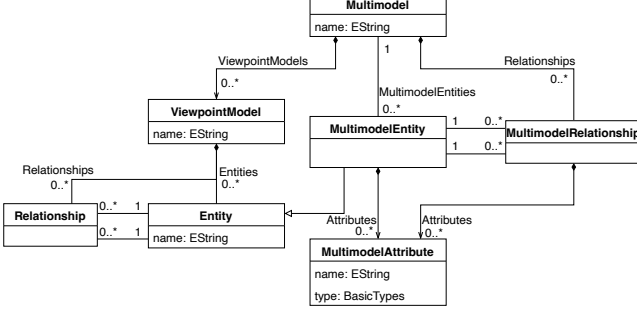 Multimodel
name: EString
1
ViewpointModels
Relationships
0..*
0..*
MultimodelEntities
0..*
ViewpointModel
name: EString
MultimodelEntity
1
0..*
MultimodelRelationship
1
0..*
Relationships
0..*
Entities
0..*
Relationship
0..*
1
Entity
0..*
1
name: EString
Attributes
0..*
Attributes
0..*
MultimodelAttribute
name: EString
type: BasicTypes